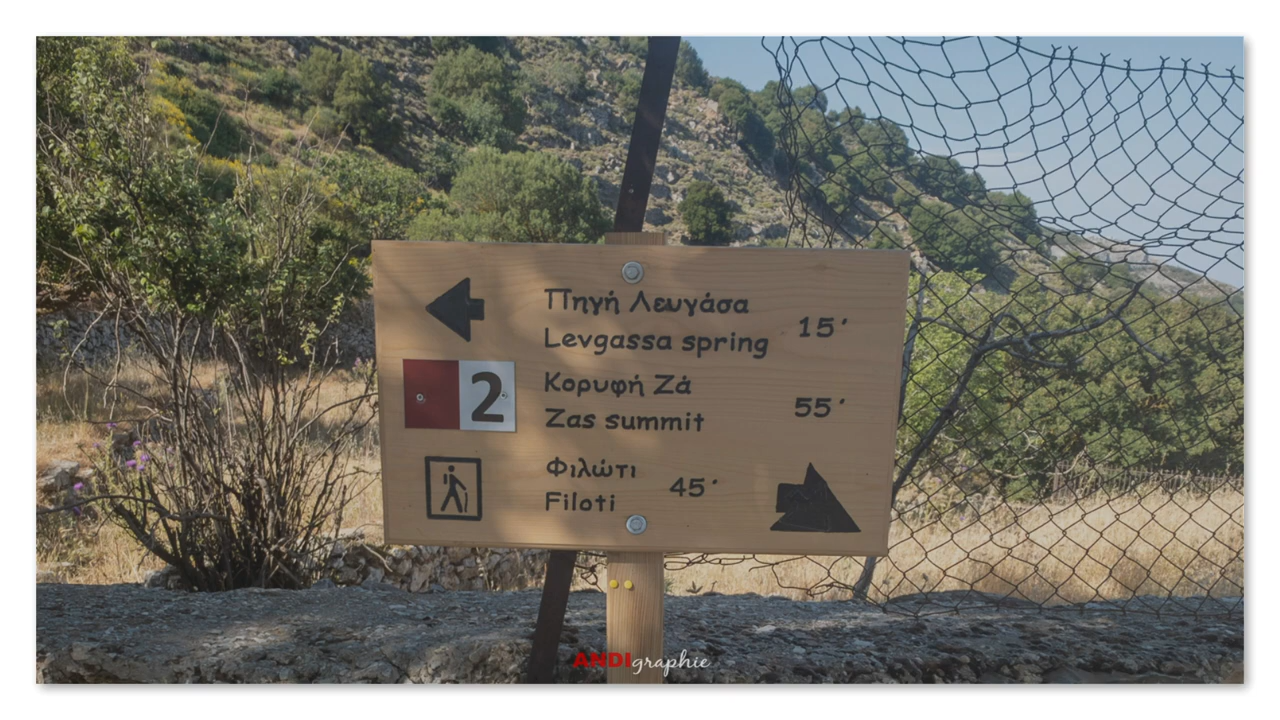 Πηγή Λευγάσα
Levgassa spring
15'
2
Κορυφή Ζά
Zas summit
55'
Φιλώτι
Filoti
45'
ANDIgraphie